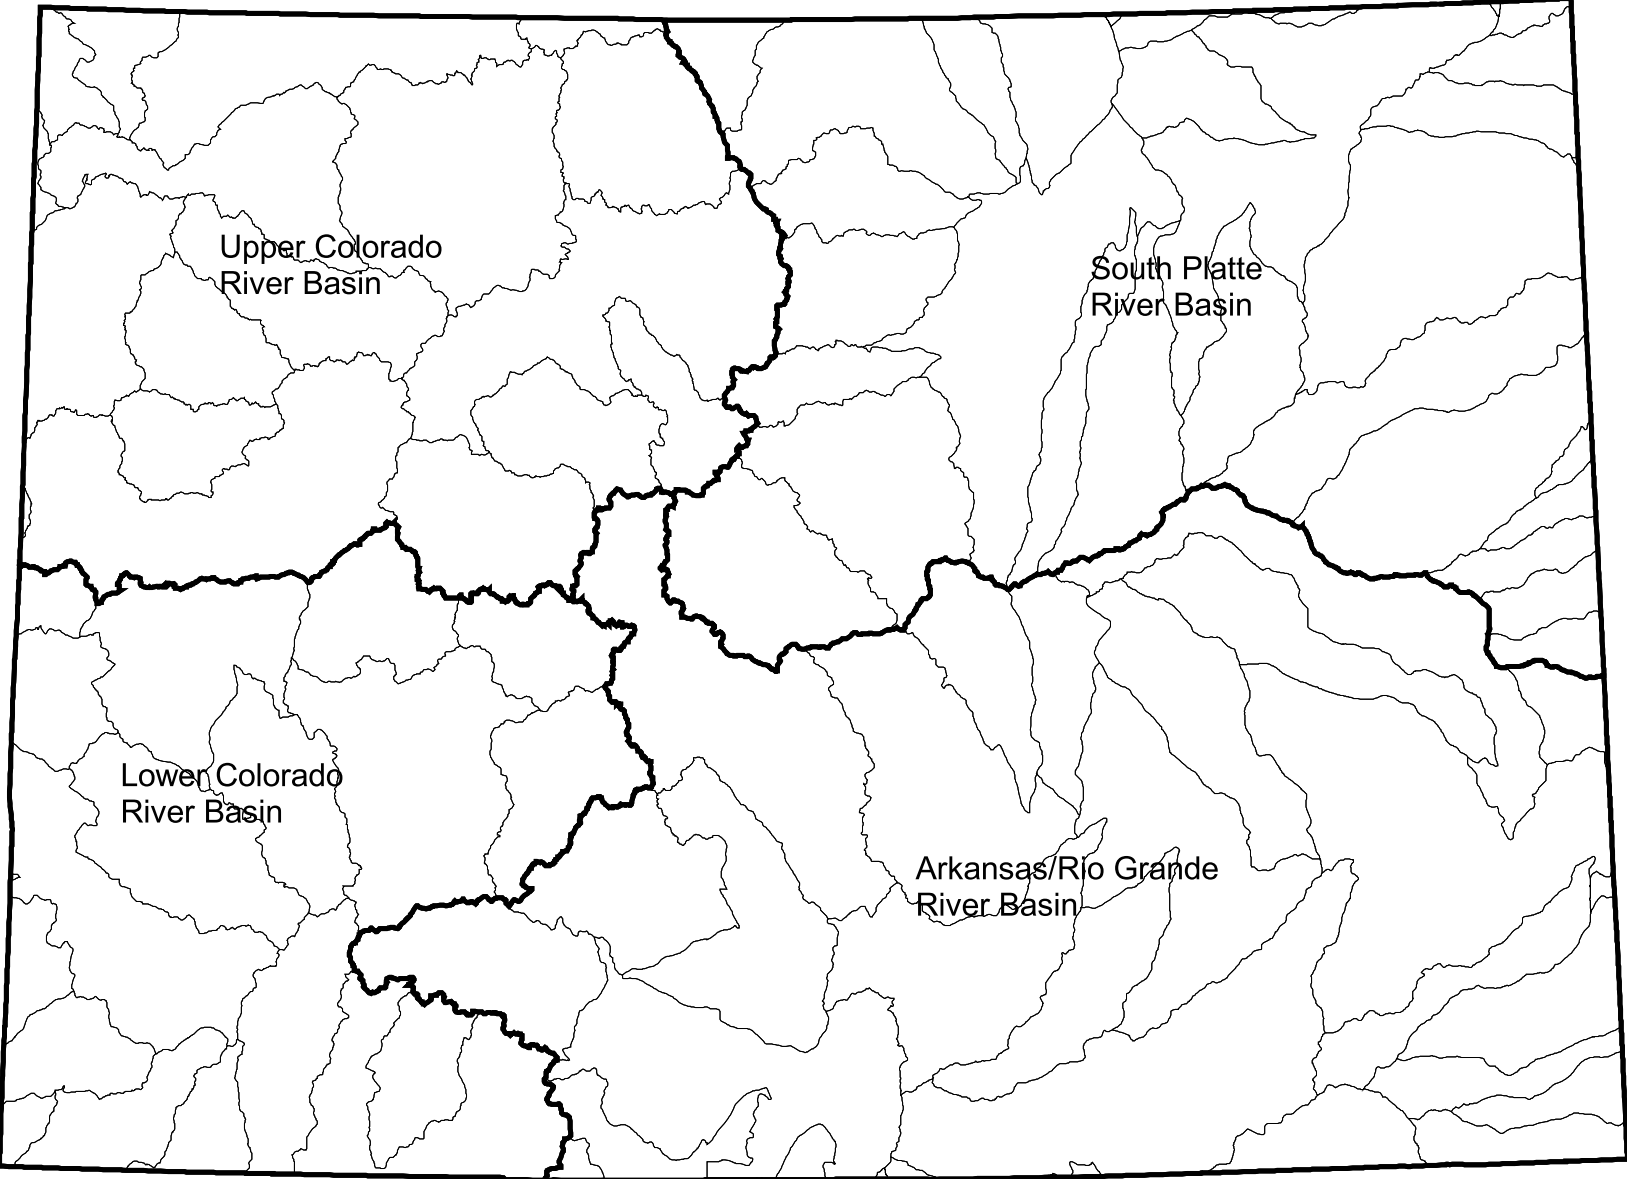 Upper Colorado
River Basin
South Platte
River Basin
Lower Colorado
River Basin
Arkansas/Rio Grande
River Basin